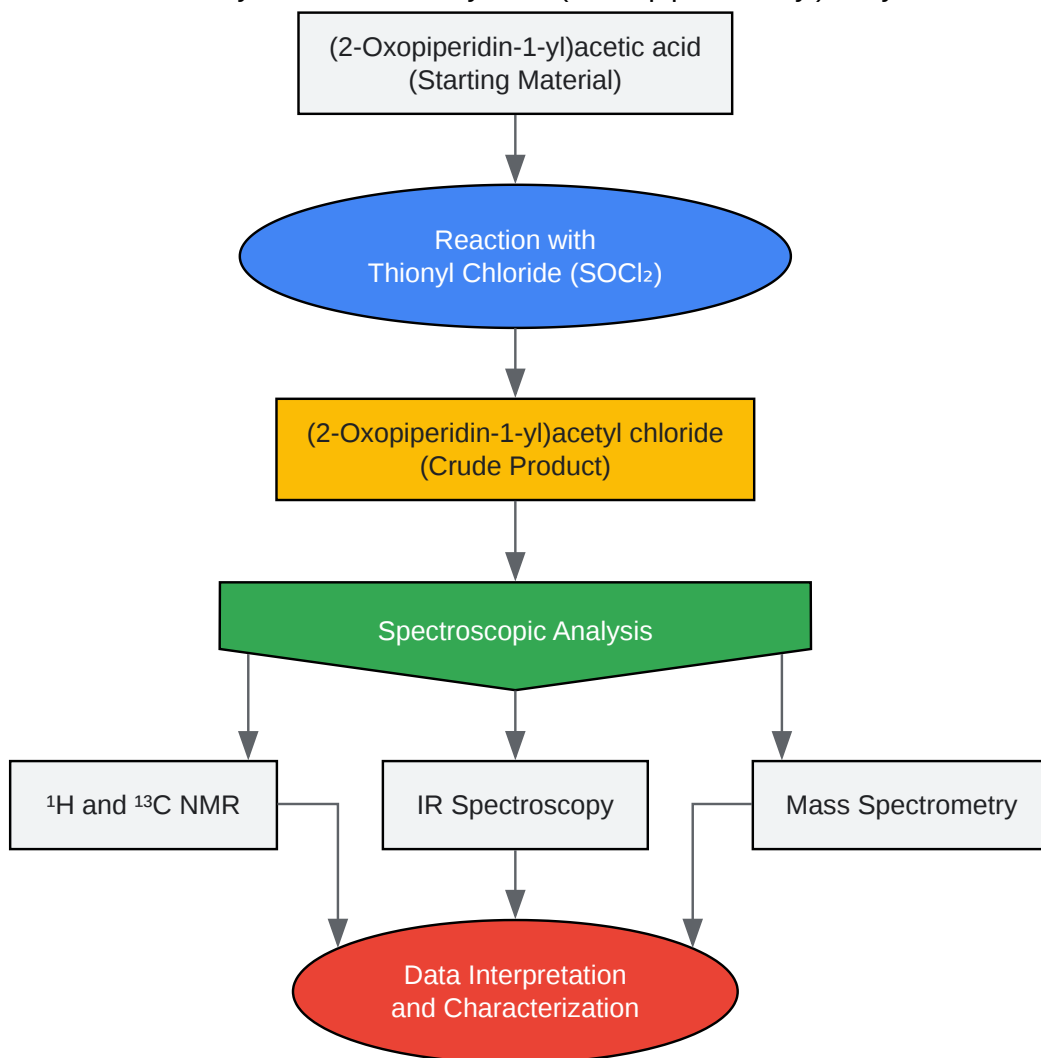 (2-Oxopiperidin-1-yl)acetic acid
(Starting Material)
Reaction with
Thionyl Chloride (SOCl₂)
(2-Oxopiperidin-1-yl)acetyl chloride
(Crude Product)
Spectroscopic Analysis
¹H and ¹³C NMR
IR Spectroscopy
Mass Spectrometry
Data Interpretation
and Characterization